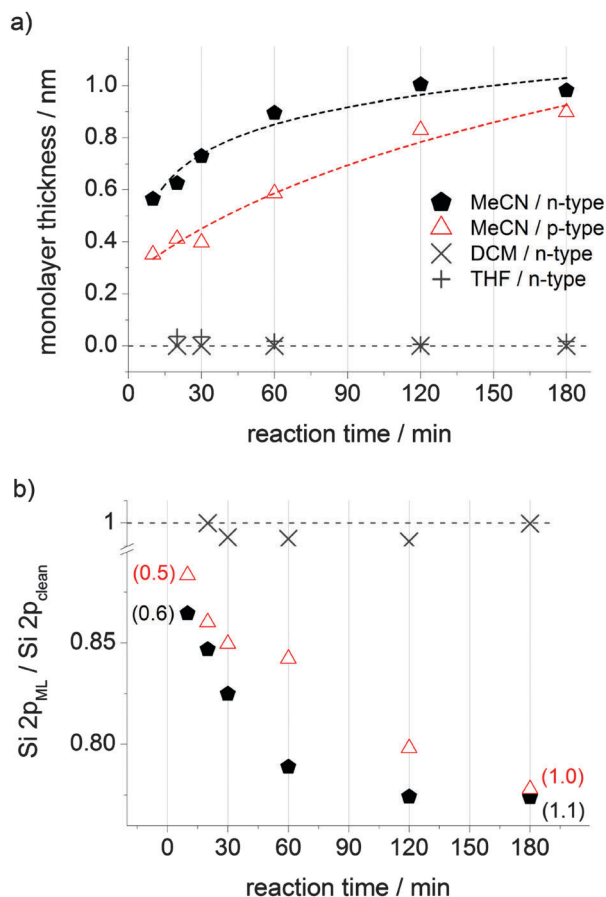 a)
monolayer thickness / nm
1.0
0.8
0.6
0.4
0.2
0.0
MeCN / n-type
MeCN / p-type
DCM / n-type
THF / n-type
0 30 60 90 120 150 180
reaction time / min
b)
Si 2p_ML / Si 2p_clean
1
0.85
0.80
(0.5)
(0.6)
(1.0)
(1.1)
0 30 60 90 120 150 180
reaction time / min